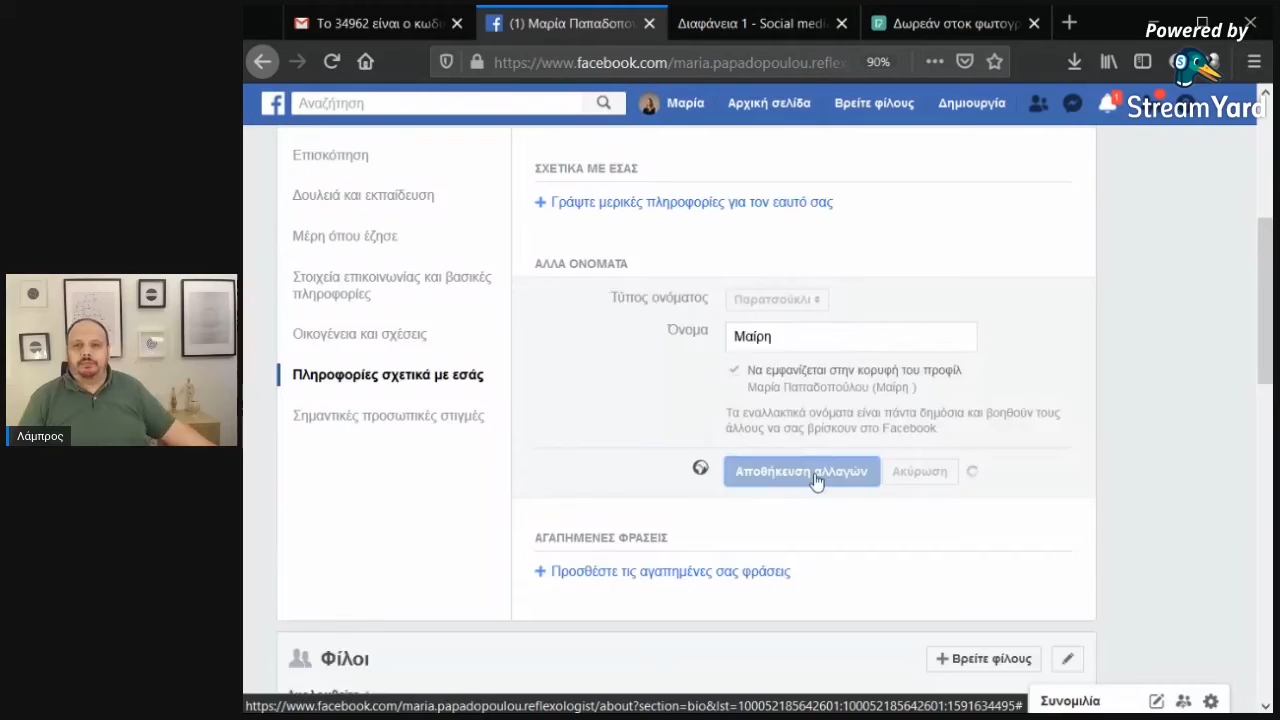 Το 34962 είναι ο κωδι
(1) Μαρία Παπαδοπο
Διαφάνεια 1 - Social med
Δωρεάν στοκ φωτογρ
Powered by
StreamYard
https://www.facebook.com/maria.papadopoulou.reflex
90%
Αναζήτηση
Μαρία
Αρχική σελίδα
Βρείτε φίλους
Δημιουργία
1
Επισκόπηση
Δουλειά και εκπαίδευση
Μέρη όπου έζησε
Στοιχεία επικοινωνίας και βασικές
πληροφορίες
Οικογένεια και σχέσεις
Πληροφορίες σχετικά με εσάς
Σημαντικές προσωπικές στιγμές
ΣΧΕΤΙΚΑ ΜΕ ΕΣΑΣ
+ Γράψτε μερικές πληροφορίες για τον εαυτό σας
ΑΛΛΑ ΟΝΟΜΑΤΑ
Τύπος ονόματος
Παρατσούκλι
Όνομα
Μαίρη
Να εμφανίζεται στην κορυφή του προφίλ
Μαρία Παπαδοπούλου (Μαίρη )
Τα εναλλακτικά ονόματα είναι πάντα δημόσια και βοηθούν τους
άλλους να σας βρίσκουν στο Facebook.
Αποθήκευση αλλαγών
Ακύρωση
ΑΓΑΠΗΜΕΝΕΣ ΦΡΑΣΕΙΣ
+ Προσθέστε τις αγαπημένες σας φράσεις
Φίλοι
+ Βρείτε φίλους
Λάμπρος
https://www.facebook.com/maria.papadopoulou.reflexologist/about?section=bio&lst=100052185642601:100052185642601:1591634495#
Συνομιλία